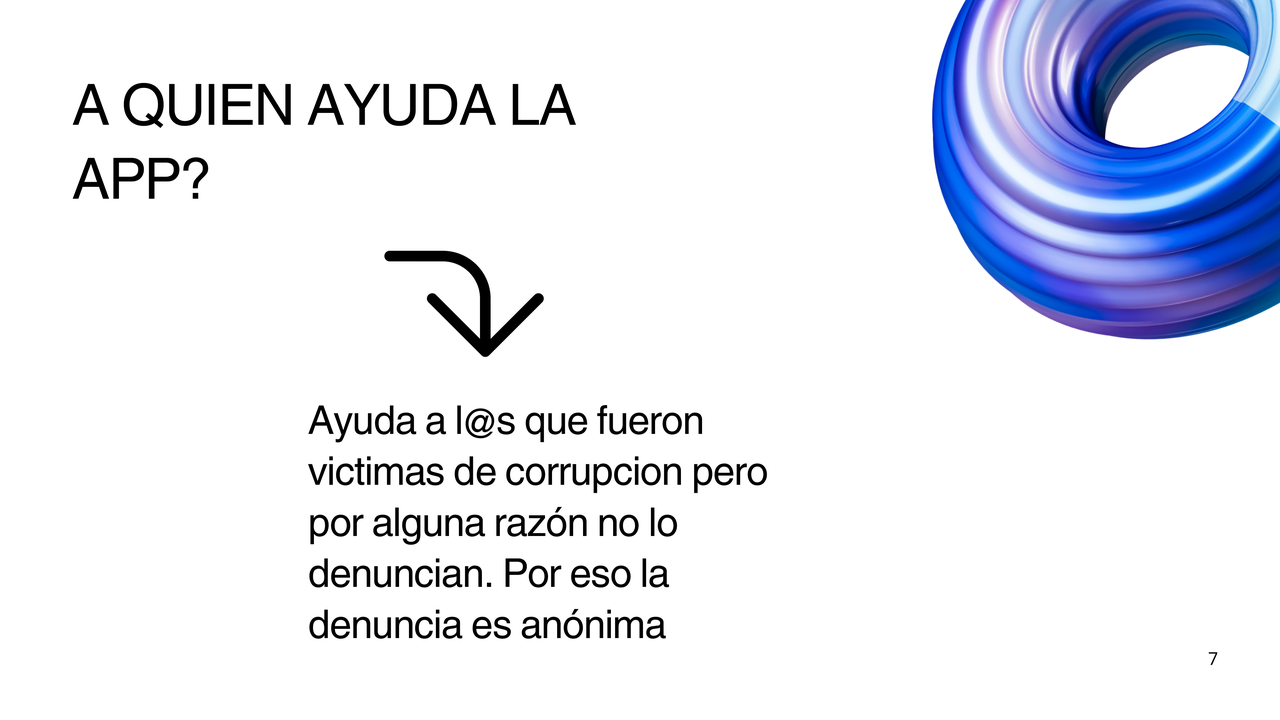 A QUIEN AYUDA LA
APP?
Ayuda a l@s que fueron
victimas de corrupcion pero
por alguna razón no lo
denuncian. Por eso la
denuncia es anónima
7